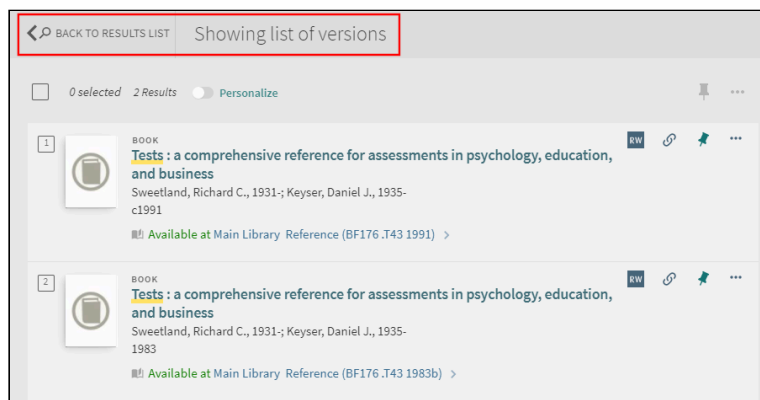 BACK TO RESULTS LIST Showing list of versions
0 selected 2 Results Personalize
1 BOOK RW
Tests : a comprehensive reference for assessments in psychology, education,
and business
Sweetland, Richard C., 1931-; Keyser, Daniel J., 1935-
c1991
Available at Main Library Reference (BF176 .T43 1991)
2 BOOK RW
Tests : a comprehensive reference for assessments in psychology, education,
and business
Sweetland, Richard C., 1931-; Keyser, Daniel J., 1935-
1983
Available at Main Library Reference (BF176 .T43 1983b)